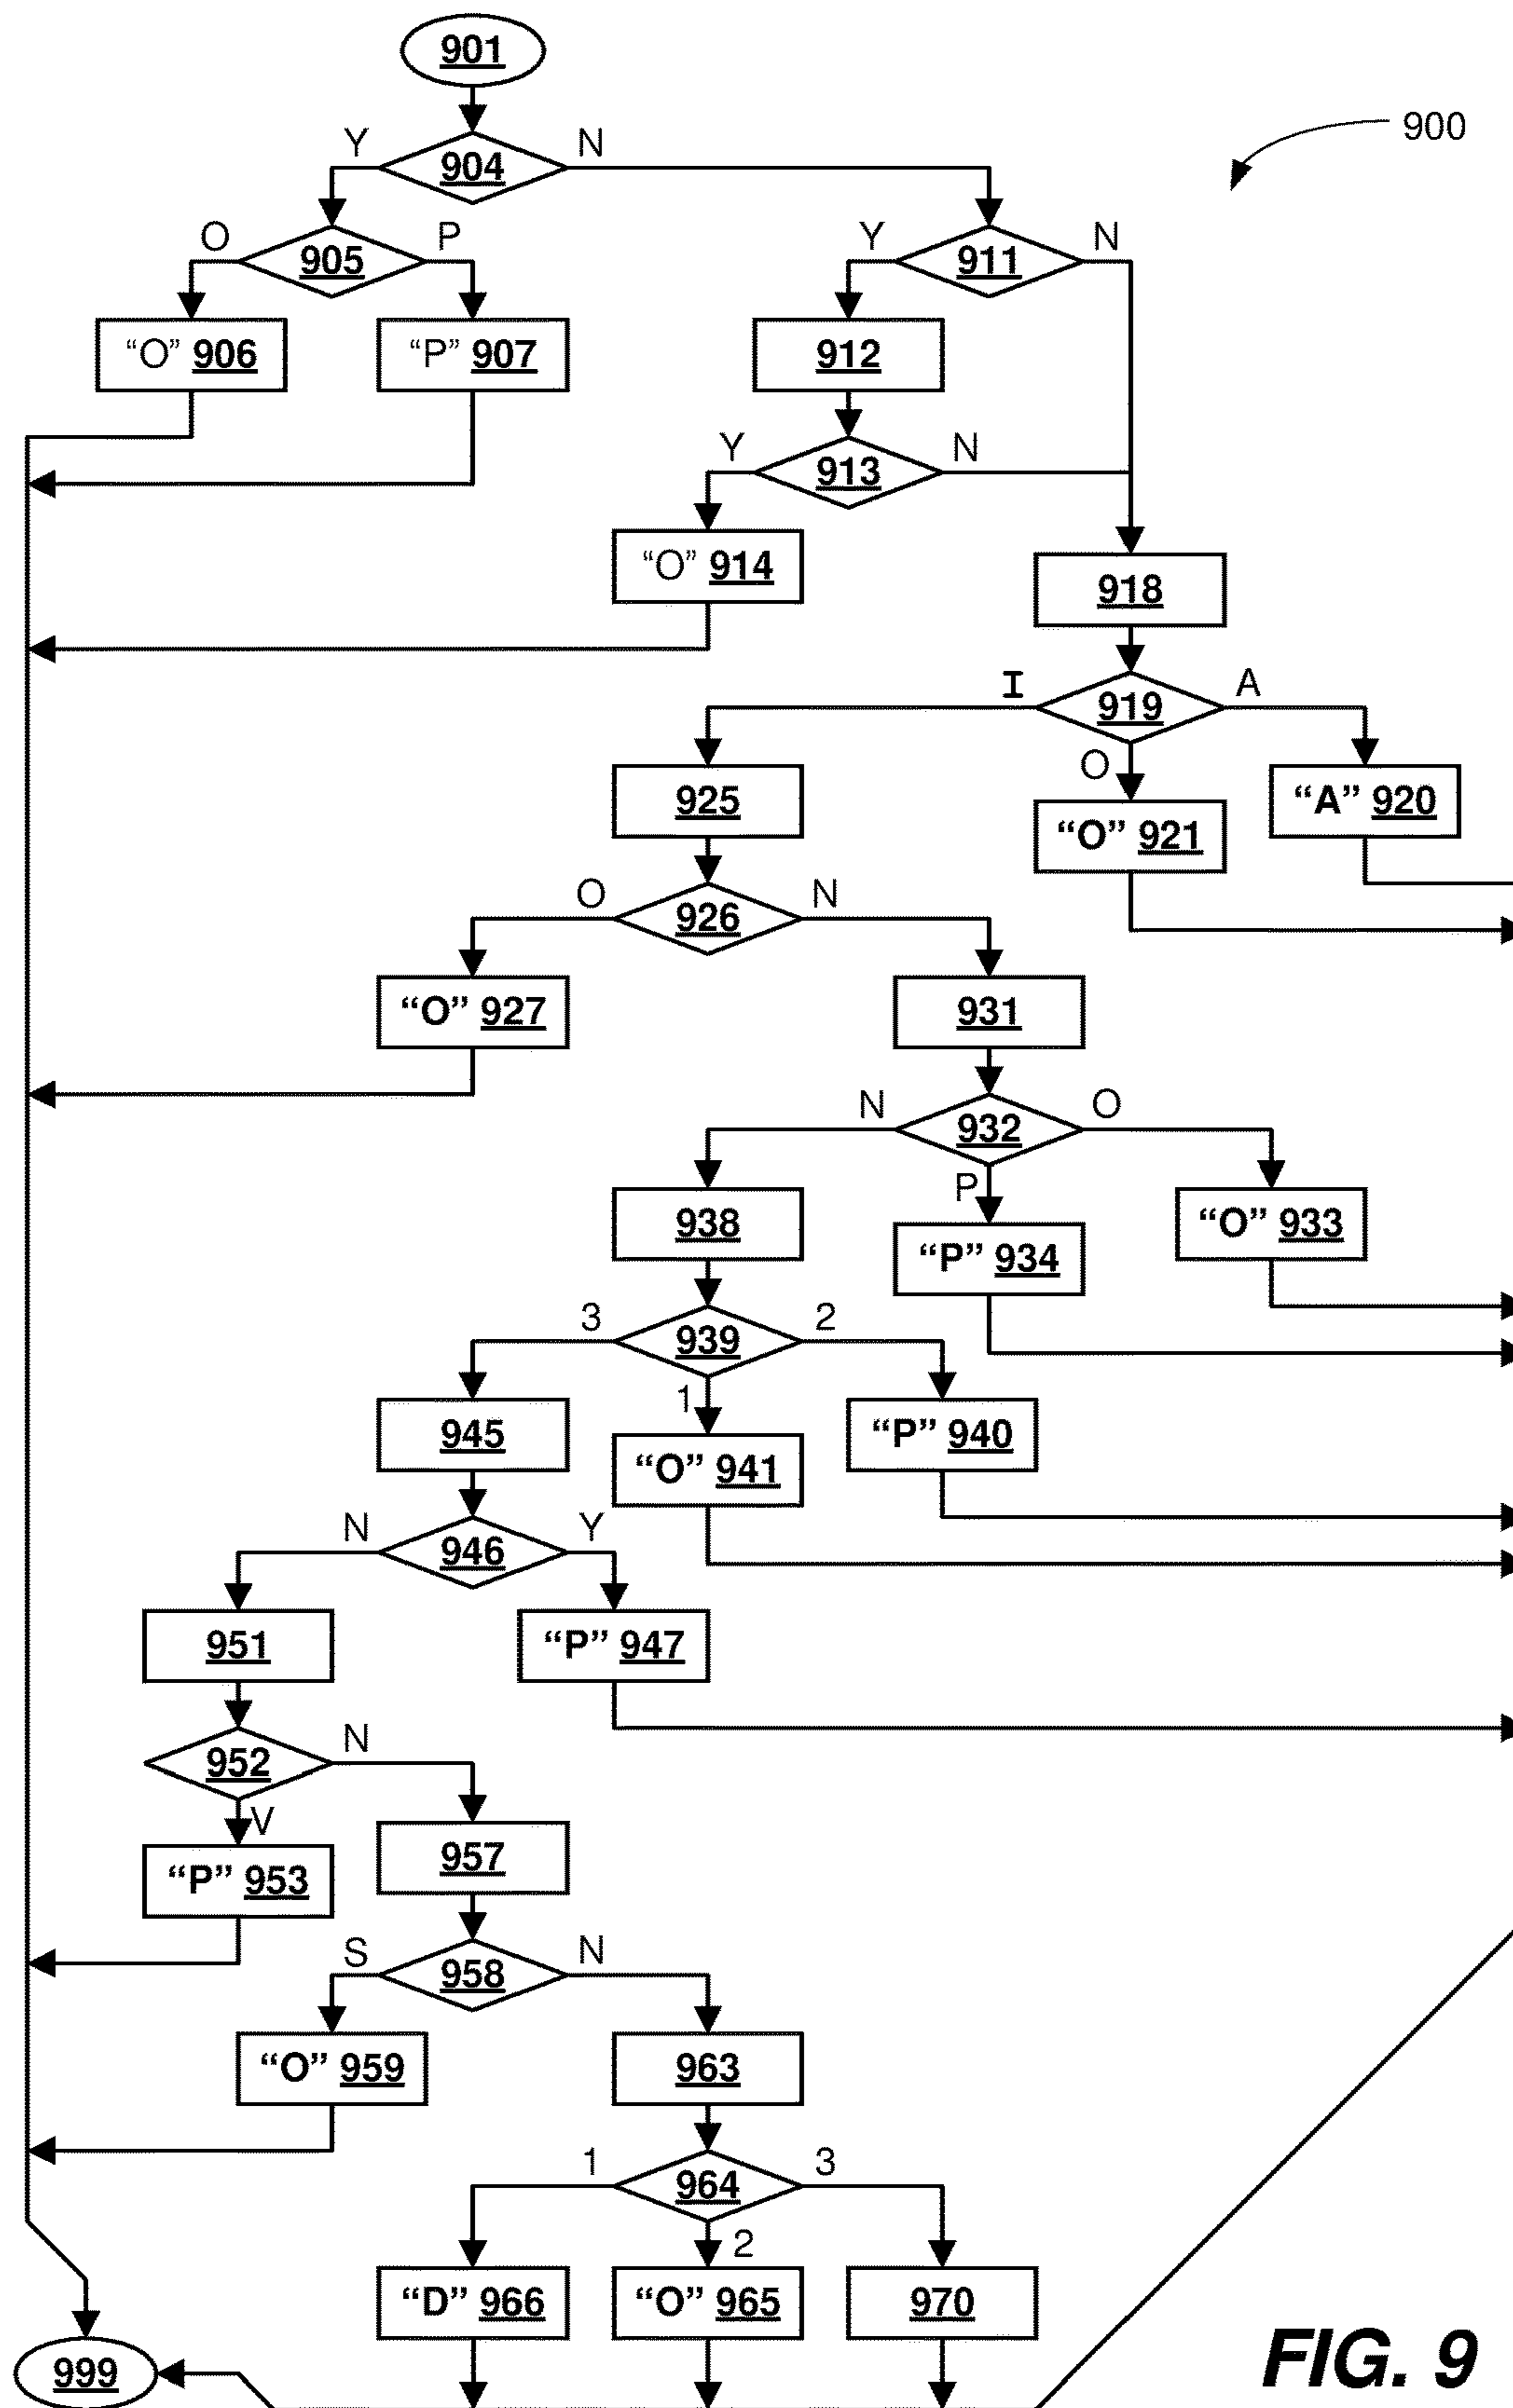 901
900
Y 904 N
O 905 P
Y 911 N
“O” 906
“P” 907
912
Y 913 N
“O” 914
918
I 919 A
O
925
“O” 921
“A” 920
O 926 N
“O” 927
931
N 932 O
P
938
“P” 934
“O” 933
3 939 2
1
945
“O” 941
“P” 940
N 946 Y
951
“P” 947
952 N
V
“P” 953
957
S 958 N
“O” 959
963
1 964 3
2
“D” 966
“O” 965
970
999
FIG. 9